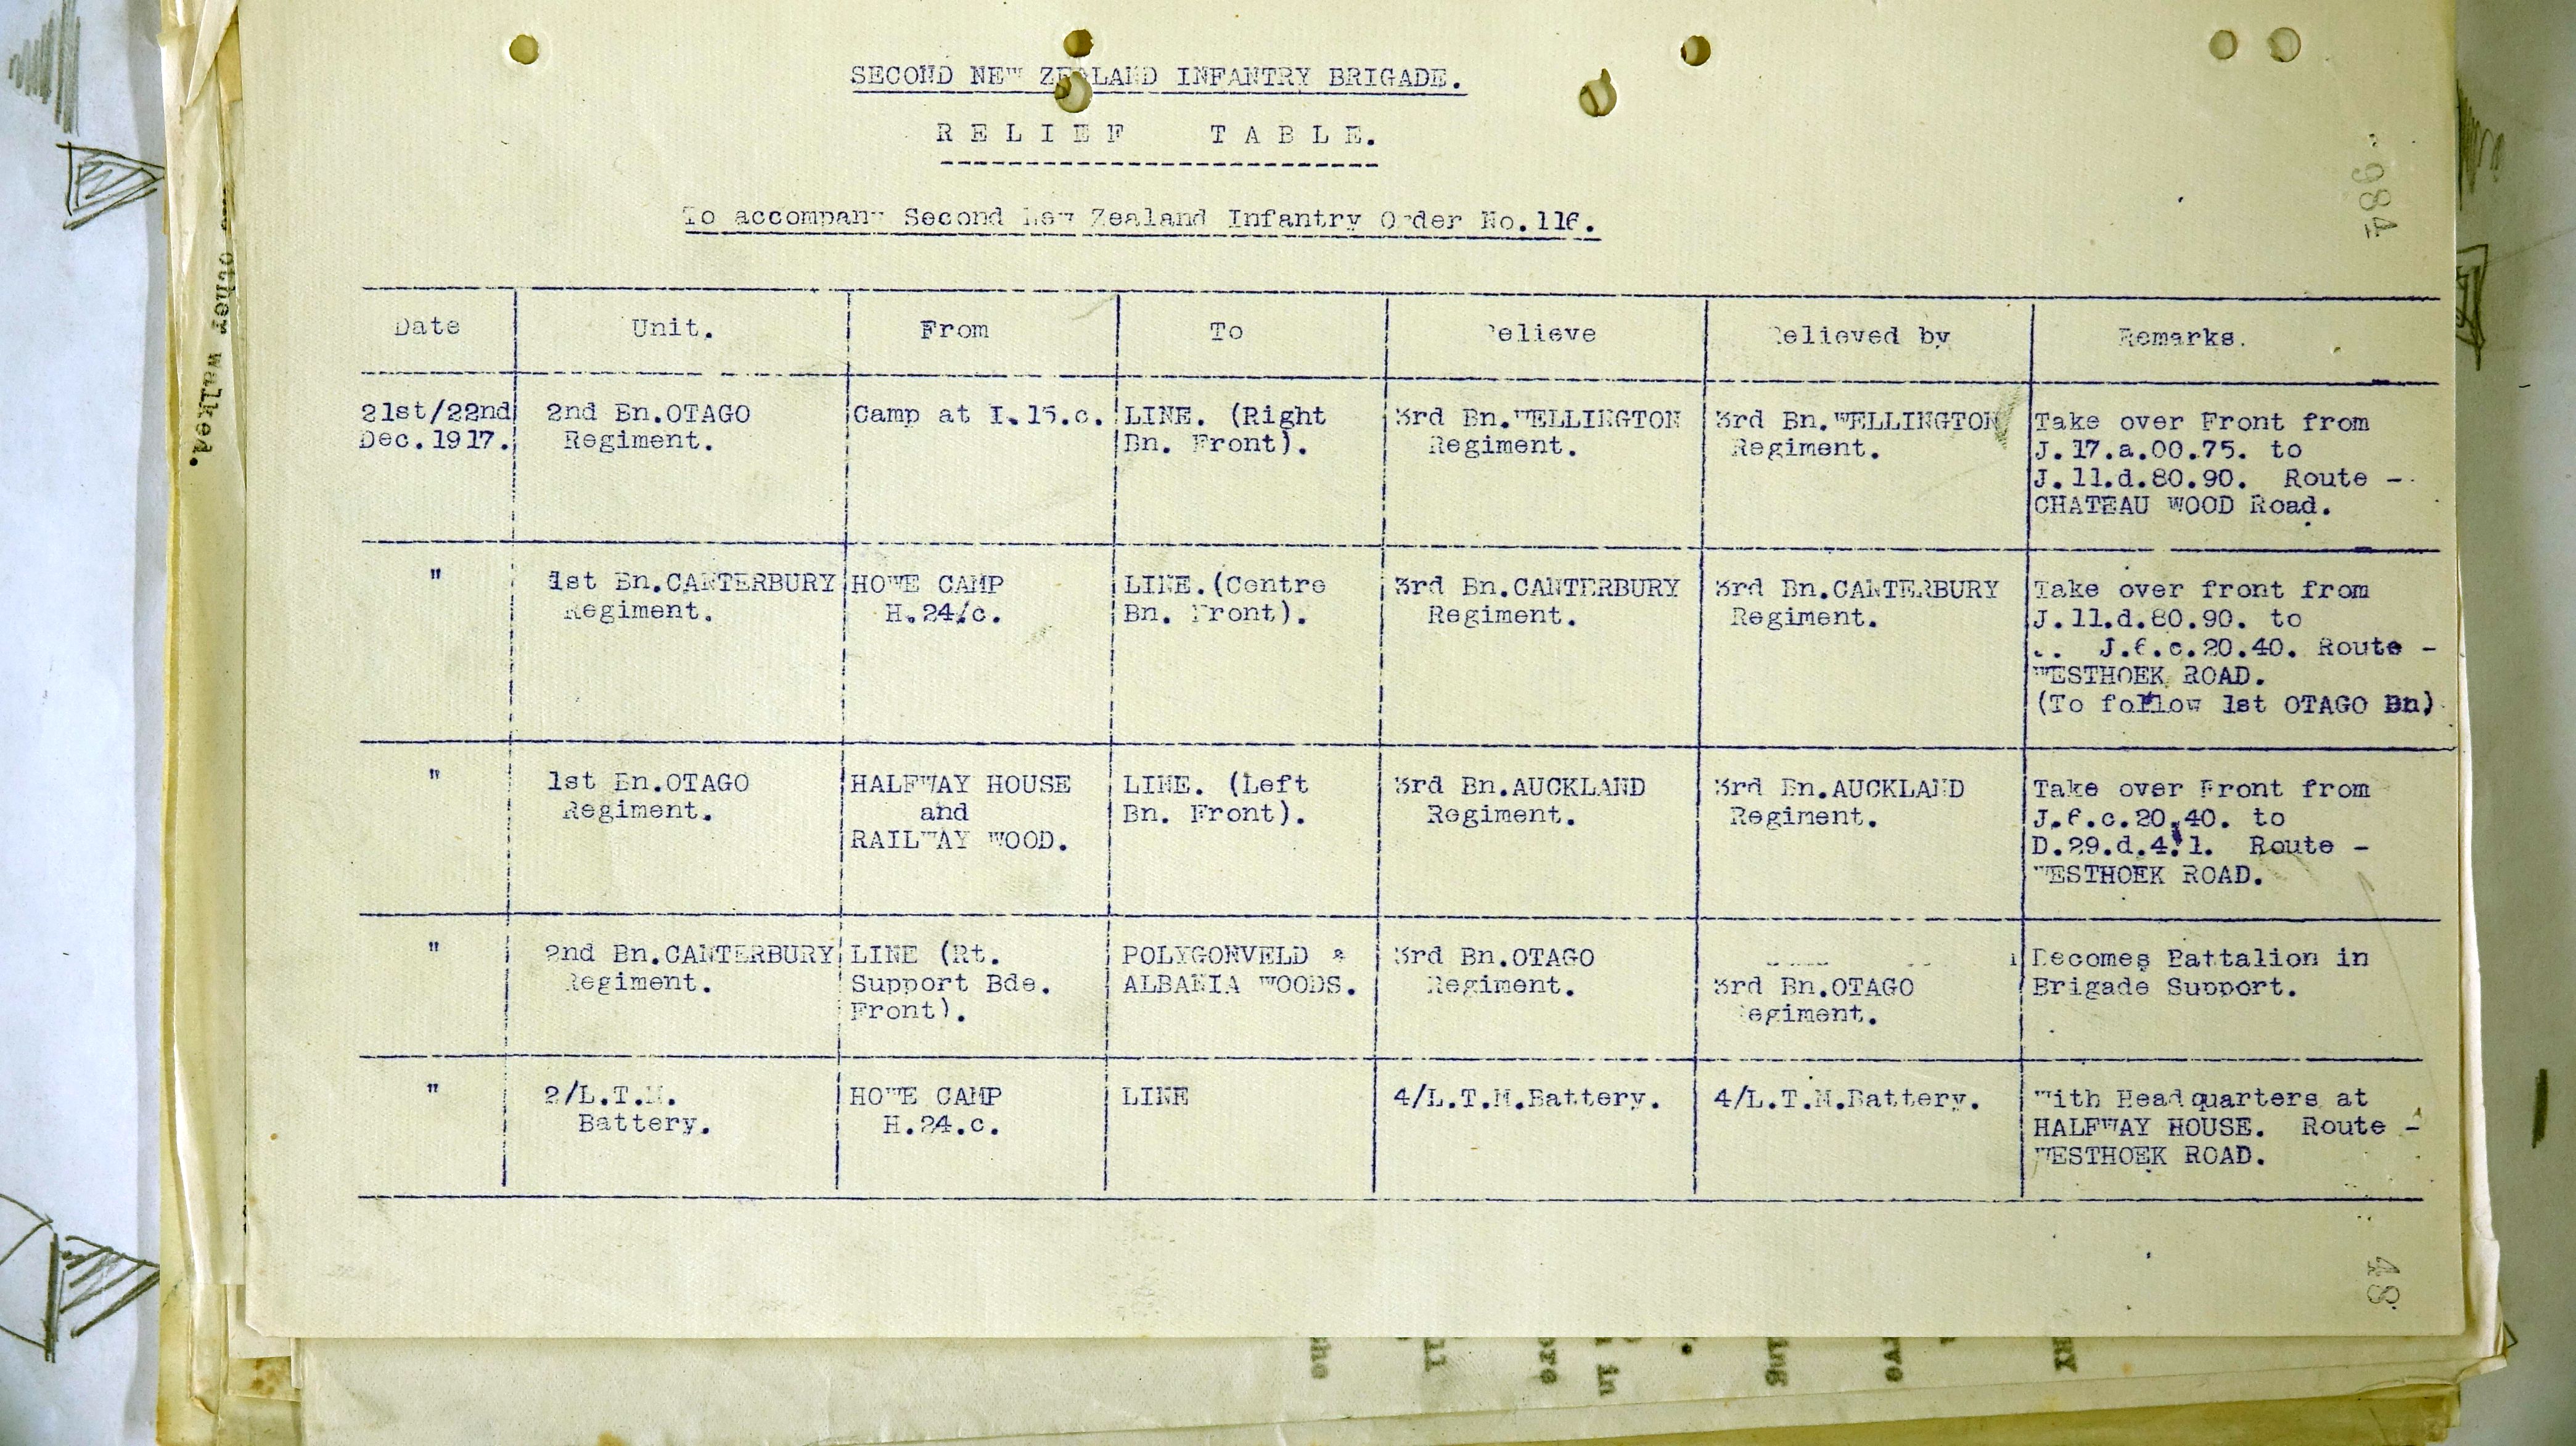 SECOND NEW ZEALAND INFANTRY BRIGADE.
RELIEF TABLE.
To accompany Second New Zealand Infantry Order No.116.
Date Unit. From To Relieve Relieved by Remarks.
21st/22nd 2nd Bn.OTAGO Camp at I.15.c. LINE. (Right 3rd Bn.WELLINGTON 3rd Bn.WELLINGTON Take over Front from
Dec.1917. Regiment. Bn. Front). Regiment. Regiment. J.17.a.00.75. to
J.11.d.80.90. Route -
CHATEAU WOOD Road.
" 1st Bn.CANTERBURY HOWE CAMP LINE.(Centre 3rd Bn.CANTERBURY 3rd Bn.CANTERBURY Take over front from
Regiment. H.24/c. Bn. Front). Regiment. Regiment. J.11.d.80.90. to
J.6.c.20.40. Route -
WESTHOEK ROAD.
(To follow 1st OTAGO Bn)
" 1st Bn.OTAGO HALFWAY HOUSE LINE. (Left 3rd Bn.AUCKLAND 3rd Bn.AUCKLAND Take over Front from
Regiment. and Bn. Front). Regiment. Regiment. J.6.c.20.40. to
RAILWAY WOOD. D.29.d.4.1. Route -
WESTHOEK ROAD.
" 2nd Bn.CANTERBURY LINE (Rt. POLYGONVELD & 3rd Bn.OTAGO Becomes Battalion in
Regiment. Support Bde. ALBANIA WOODS. Regiment. 3rd Bn.OTAGO Brigade Support.
Front). Regiment.
" 2/L.T.M. HOWE CAMP LINE 4/L.T.M.Battery. 4/L.T.M.Battery. With Headquarters at
Battery. H.24.c. HALFWAY HOUSE. Route -
WESTHOEK ROAD.
984
48
other walked.